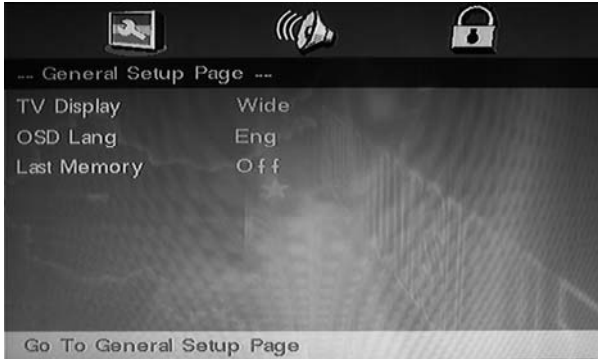 -- General Setup Page --
TV Display Wide
OSD Lang Eng
Last Memory Off
Go To General Setup Page